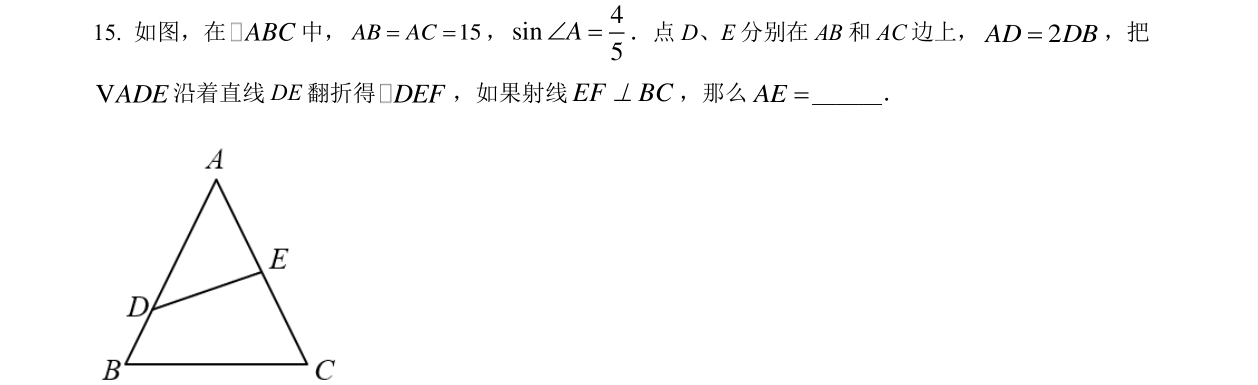 15. 如图，在□ABC中，AB=AC=15，sin∠A=4/5．点D、E分别在AB和AC边上，AD=2DB，把
VADE沿着直线DE翻折得□DEF，如果射线EF⊥BC，那么AE=______．
A
E
D
B
C